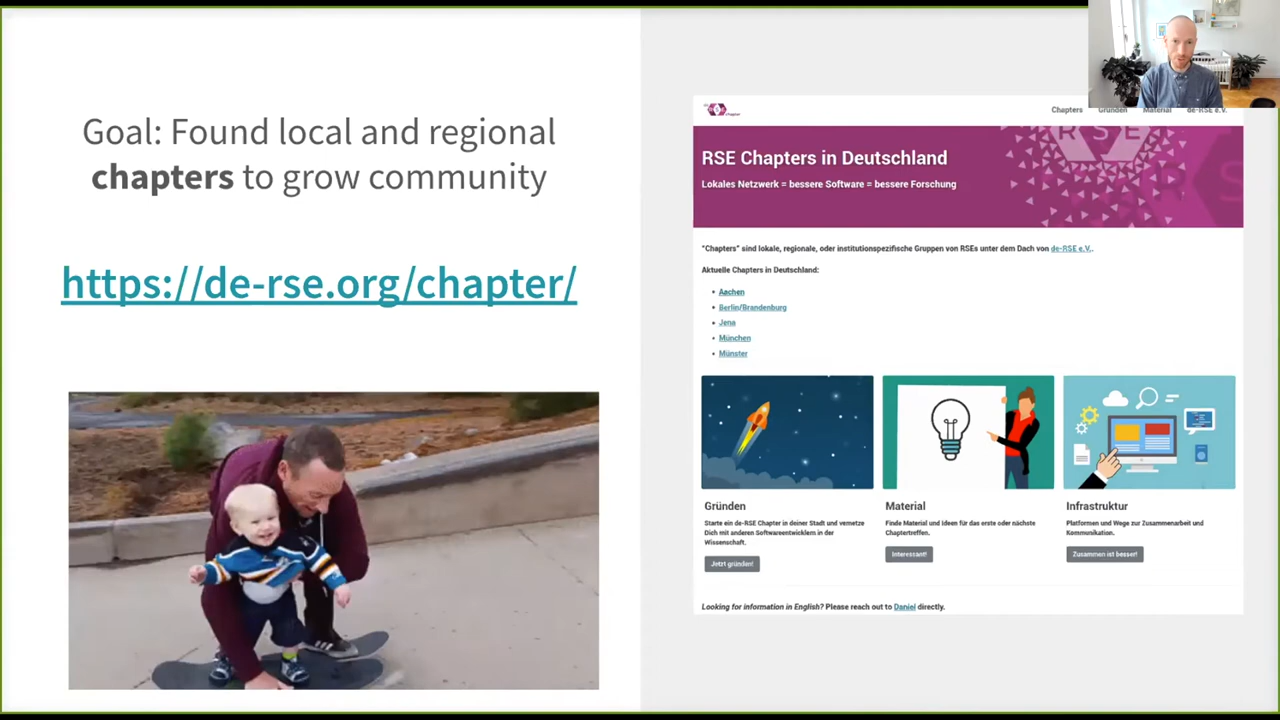 Goal: Found local and regional
chapters to grow community
https://de-rse.org/chapter/
Chapters Gründen Material de-RSE e.V.
RSE Chapters in Deutschland
Lokales Netzwerk = bessere Software = bessere Forschung
RSE
"Chapters" sind lokale, regionale, oder institutionspezifische Gruppen von RSEs unter dem Dach von de-RSE e.V..
Aktuelle Chapters in Deutschland:
Aachen
Berlin/Brandenburg
Jena
München
Münster
Gründen
Starte ein de-RSE Chapter in deiner Stadt und vernetze
Dich mit anderen Softwareentwicklern in der
Wissenschaft.
Jetzt gründen!
Material
Finde Material und Ideen für das erste oder nächste
Chaptertreffen.
Interessant!
Infrastruktur
Platformen und Wege zur Zusammenarbeit und
Kommunikation.
Zusammen ist besser!
Looking for information in English? Please reach out to Daniel directly.